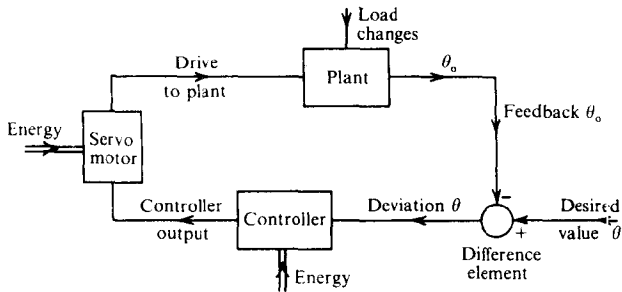 Load
changes
Drive
to plant
Plant
θₒ
Feedback θₒ
Energy
Servo
motor
Controller
output
Controller
Deviation θ
−
+
Desired
value θ
Difference
element
Energy